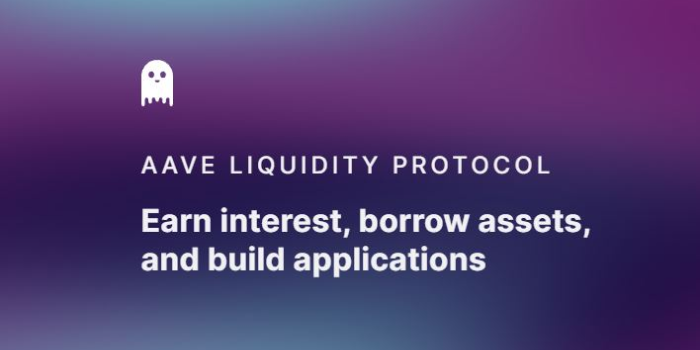 AAVE LIQUIDITY PROTOCOL
Earn interest, borrow assets,
and build applications